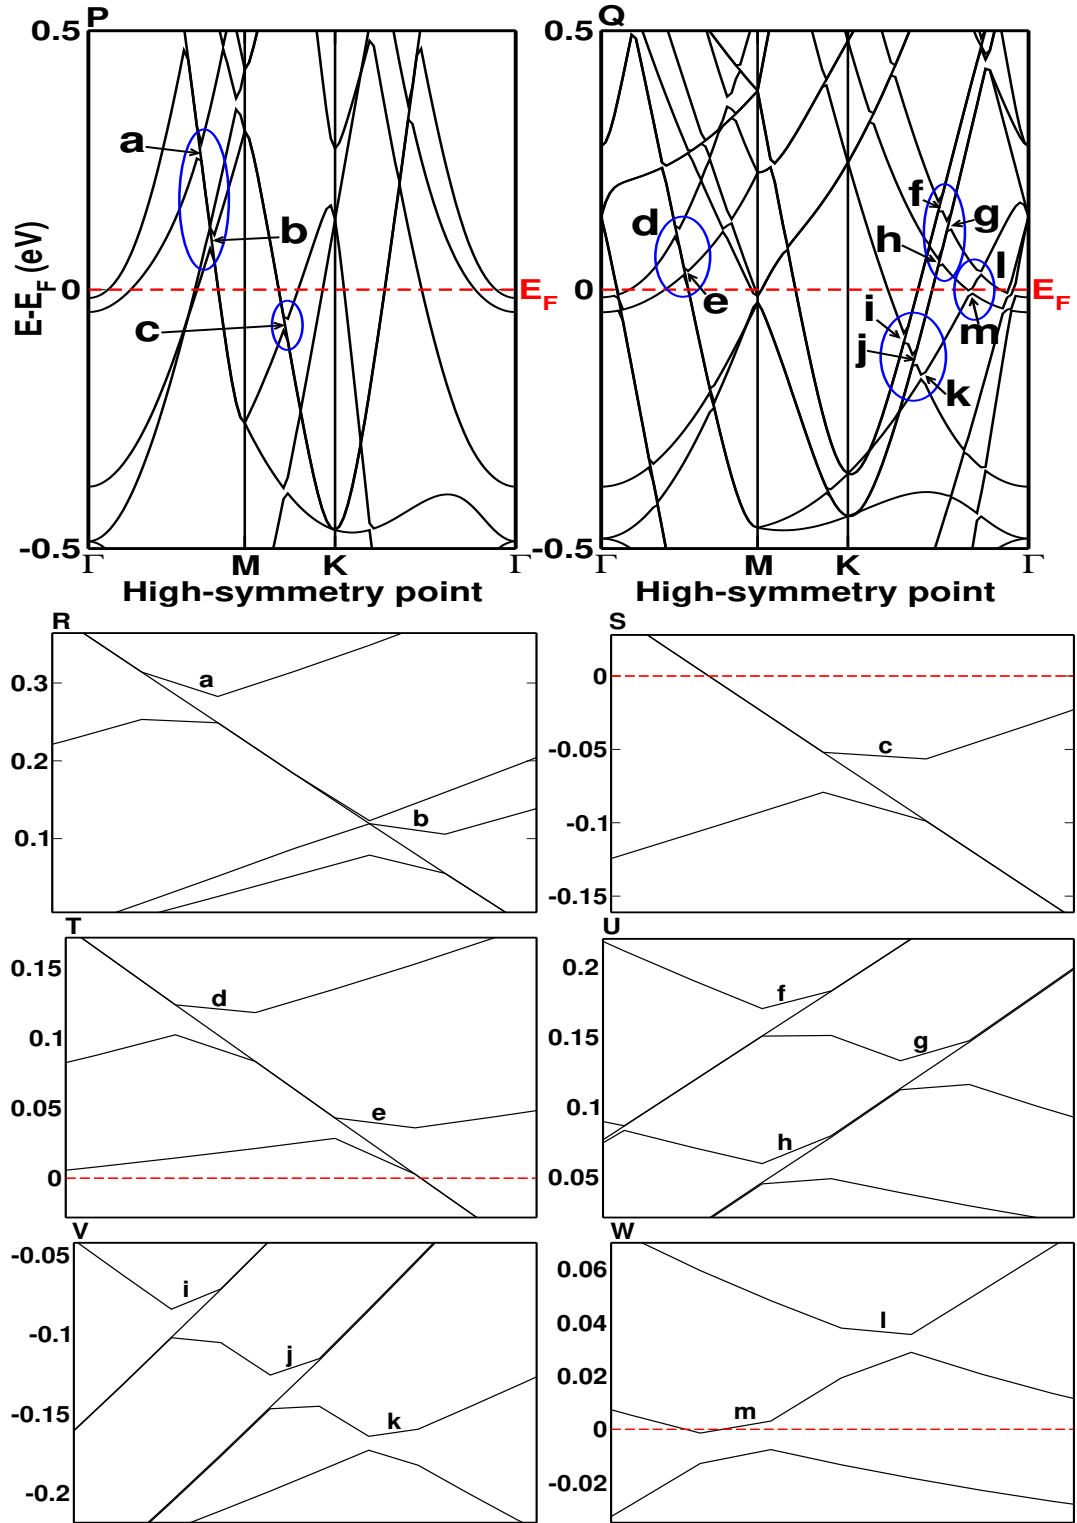 P Q
0.5 0.5
a
b
c
d
e
f
g
h
l
i
j
m
k
E-E_F (eV)
0 E_F 0 E_F
-0.5 -0.5
Γ M K Γ Γ M K Γ
High-symmetry point High-symmetry point
R S
a
0.3
0.2
b
0.1
0
-0.05
c
-0.1
-0.15
T U
0.15
d
0.1
0.05
e
0
0.2
f
0.15
g
0.1
h
0.05
V W
-0.05
i
-0.1
j
-0.15
k
-0.2
0.06
0.04
l
0.02
m
0
-0.02